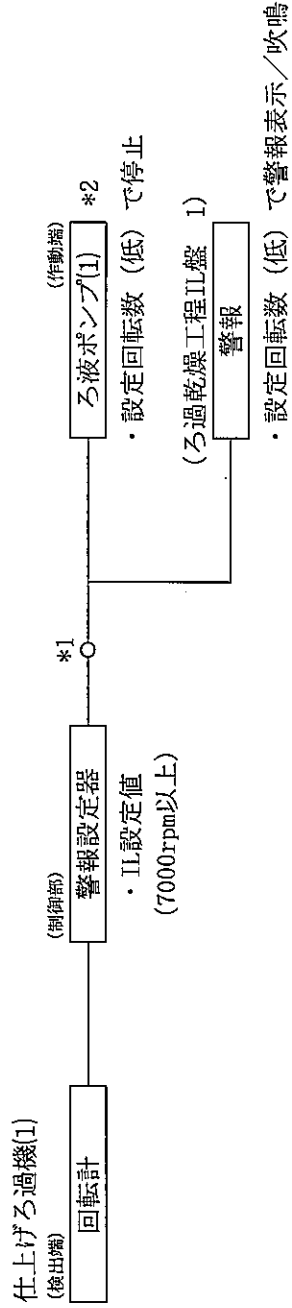 仕上げろ過機(1)
(検出端)
回転計
(制御部)
警報設定器
・IL設定値
(7000rpm以上)
*1
(作動端)
ろ液ポンプ(1)
*2
・設定回転数（低）で停止
(ろ過乾燥工程IL盤 1)
警報
・設定回転数（低）で警報表示／吹鳴